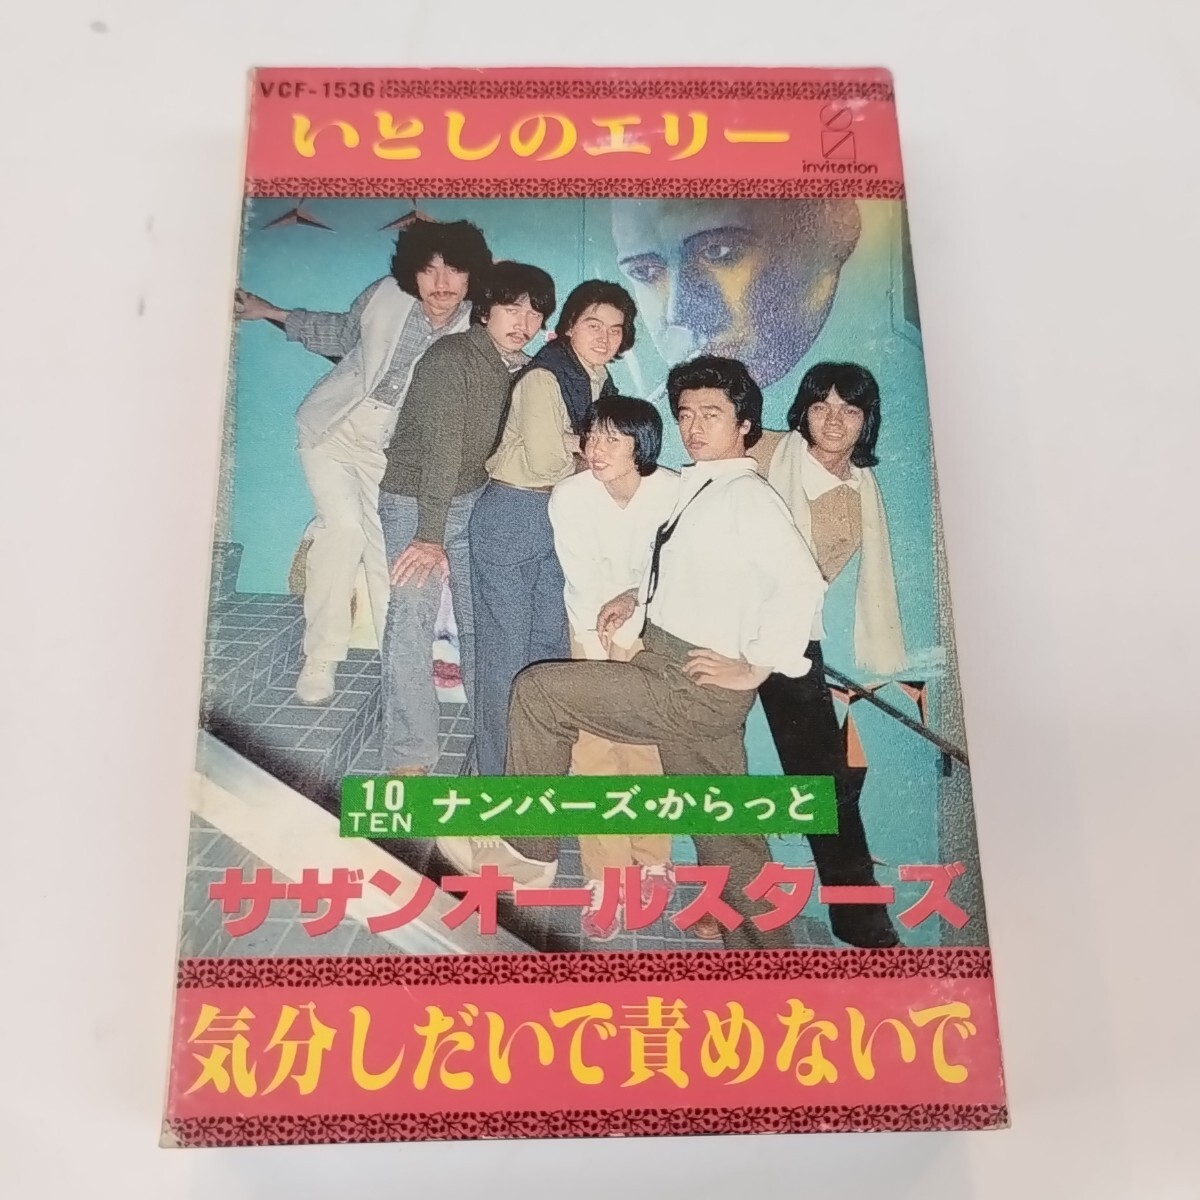 VCF-1536
いとしのエリー
invitation
10
TEN
ナンバーズ・からっと
サザンオールスターズ
気分しだいで責めないで